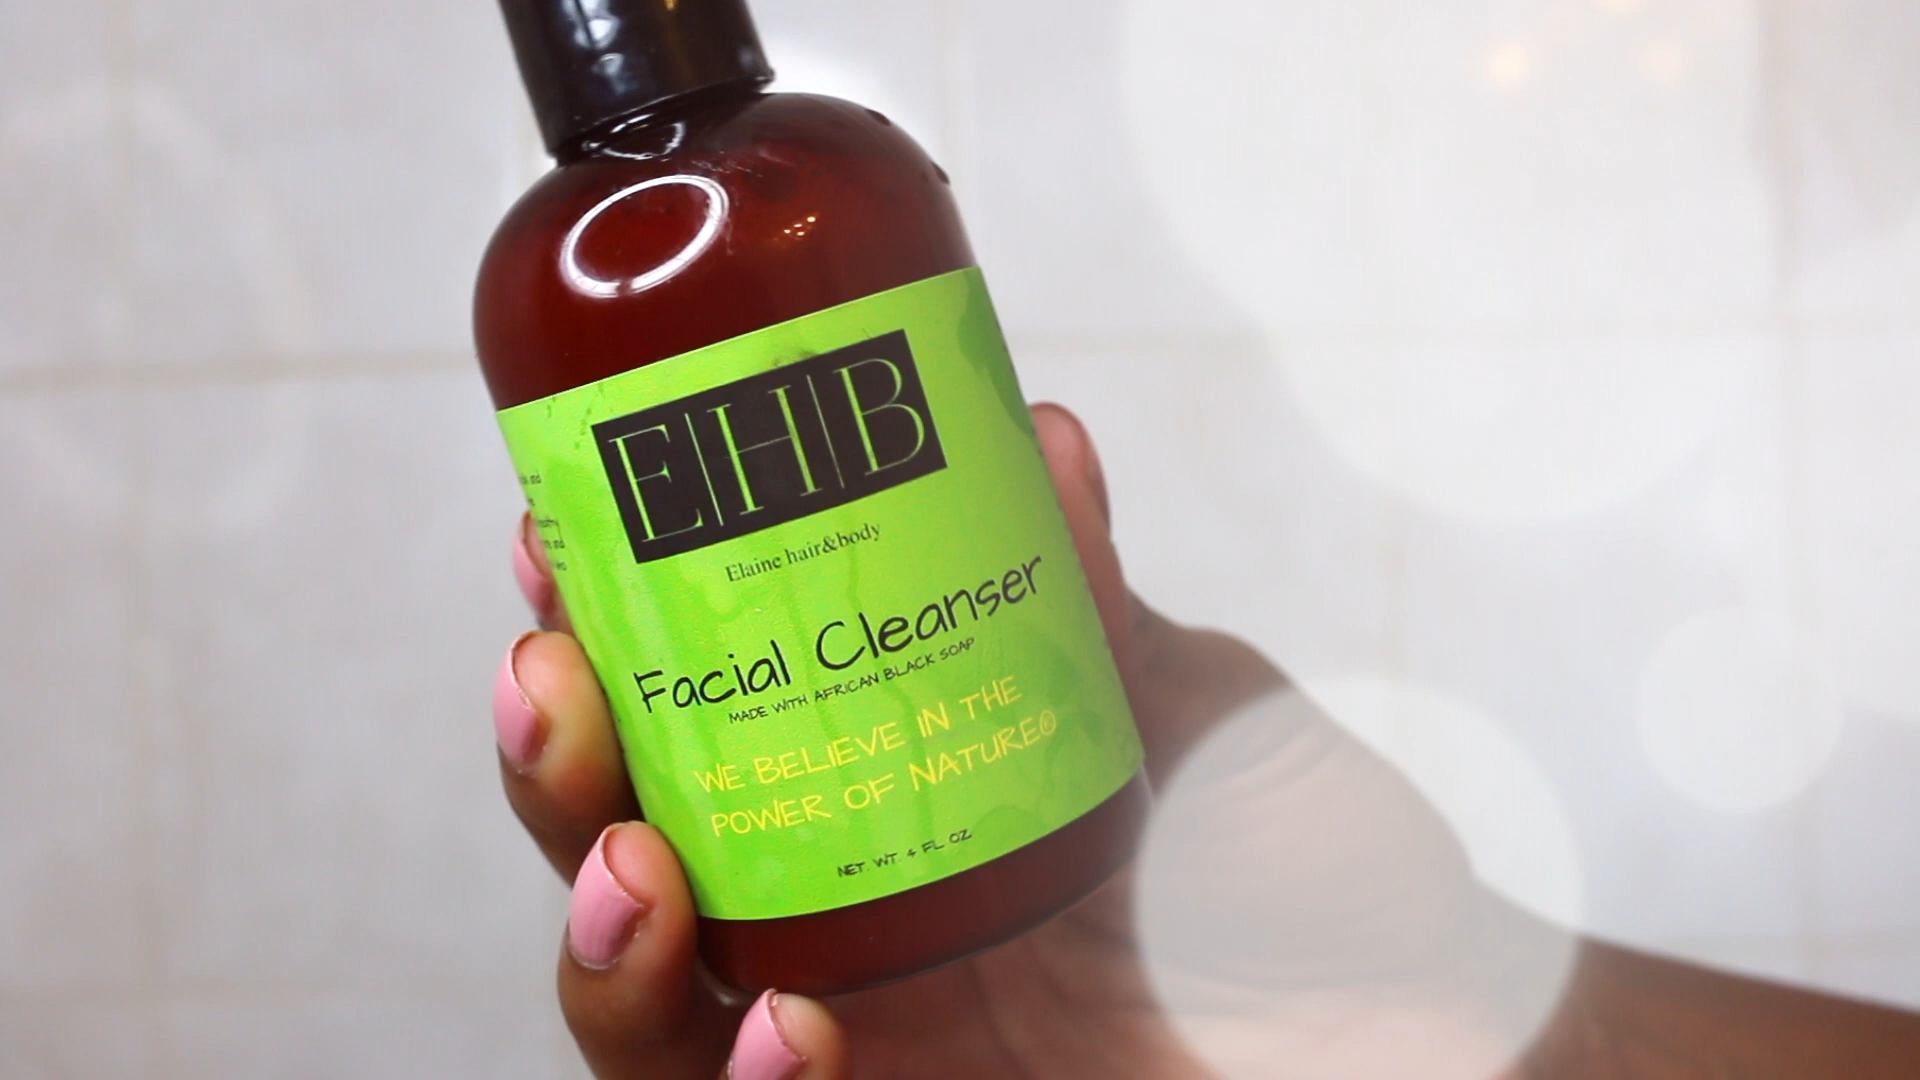 E|H|B
Elaine hair&body
Facial Cleanser
MADE WITH AFRICAN BLACK SOAP
WE BELIEVE IN THE
POWER OF NATURE®
NET. WT. 4 FL OZ
and